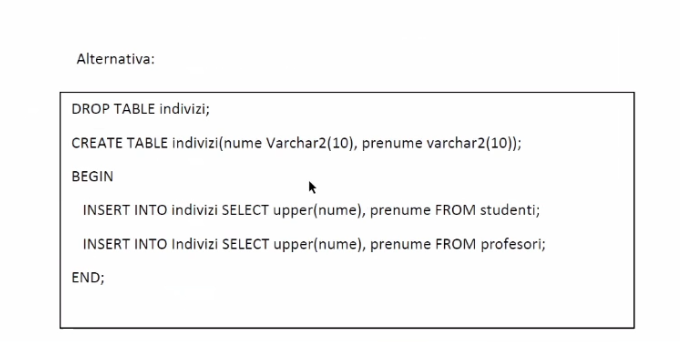 Alternativa:
DROP TABLE indivizi;
CREATE TABLE indivizi(nume Varchar2(10), prenume varchar2(10));
BEGIN
INSERT INTO indivizi SELECT upper(nume), prenume FROM studenti;
INSERT INTO Indivizi SELECT upper(nume), prenume FROM profesori;
END;